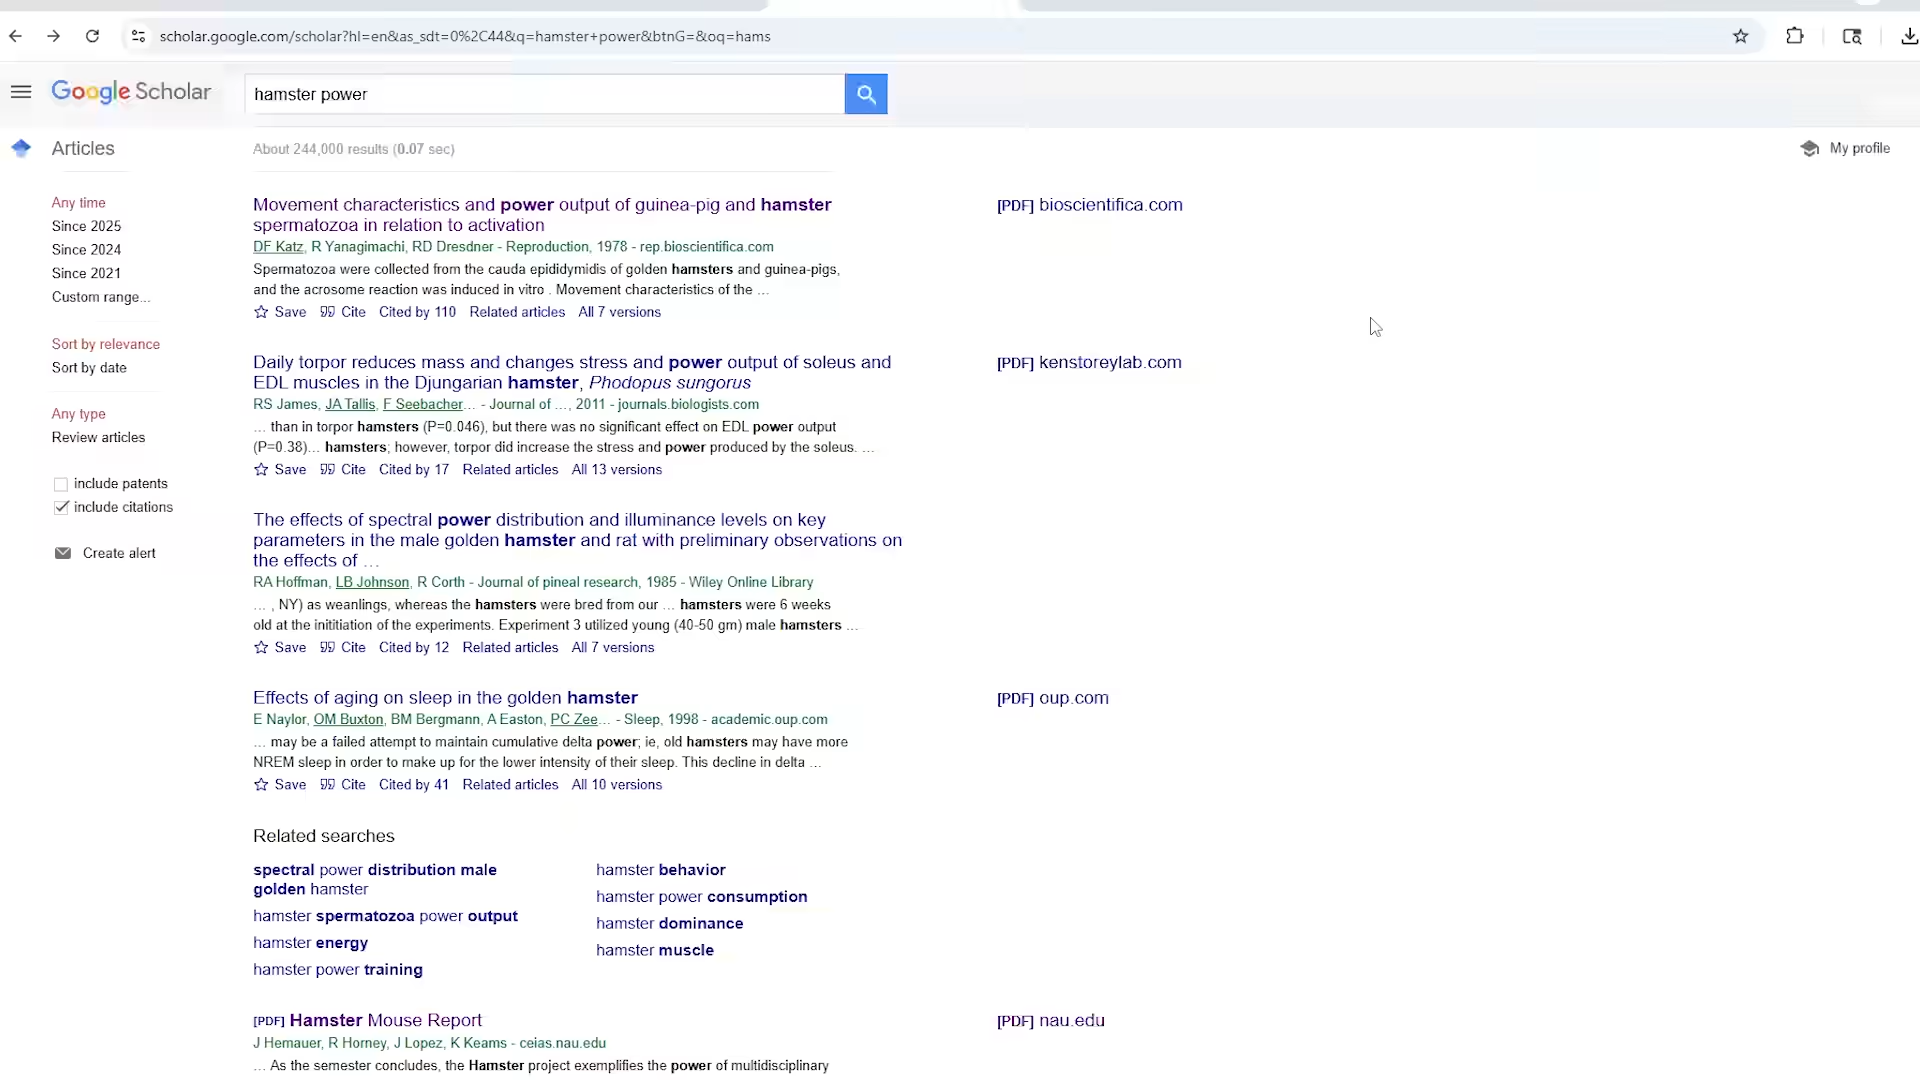 scholar.google.com/scholar?hl=en&as_sdt=0%2C44&q=hamster+power&btnG=&oq=hams
Google Scholar
hamster power
Articles
About 244,000 results (0.07 sec)
My profile
Any time
Since 2025
Since 2024
Since 2021
Custom range...
Sort by relevance
Sort by date
Any type
Review articles
include patents
include citations
Create alert
Movement characteristics and power output of guinea-pig and hamster
spermatozoa in relation to activation
DF Katz, R Yanagimachi, RD Dresdner - Reproduction, 1978 - rep.bioscientifica.com
Spermatozoa were collected from the cauda epididymidis of golden hamsters and guinea-pigs,
and the acrosome reaction was induced in vitro . Movement characteristics of the …
Save Cite Cited by 110 Related articles All 7 versions
[PDF] bioscientifica.com
Daily torpor reduces mass and changes stress and power output of soleus and
EDL muscles in the Djungarian hamster, Phodopus sungorus
RS James, JA Tallis, F Seebacher… - Journal of …, 2011 - journals.biologists.com
… than in torpor hamsters (P=0.046), but there was no significant effect on EDL power output
(P=0.38)… hamsters; however, torpor did increase the stress and power produced by the soleus. …
Save Cite Cited by 17 Related articles All 13 versions
[PDF] kenstoreylab.com
The effects of spectral power distribution and illuminance levels on key
parameters in the male golden hamster and rat with preliminary observations on
the effects of …
RA Hoffman, LB Johnson, R Corth - Journal of pineal research, 1985 - Wiley Online Library
… , NY) as weanlings, whereas the hamsters were bred from our … hamsters were 6 weeks
old at the inititiation of the experiments. Experiment 3 utilized young (40-50 gm) male hamsters …
Save Cite Cited by 12 Related articles All 7 versions
Effects of aging on sleep in the golden hamster
E Naylor, OM Buxton, BM Bergmann, A Easton, PC Zee… - Sleep, 1998 - academic.oup.com
… may be a failed attempt to maintain cumulative delta power; ie, old hamsters may have more
NREM sleep in order to make up for the lower intensity of their sleep. This decline in delta …
Save Cite Cited by 41 Related articles All 10 versions
[PDF] oup.com
Related searches
spectral power distribution male
golden hamster
hamster spermatozoa power output
hamster energy
hamster power training
hamster behavior
hamster power consumption
hamster dominance
hamster muscle
[PDF] Hamster Mouse Report
J Hemauer, R Horney, J Lopez, K Keams - ceias.nau.edu
… As the semester concludes, the Hamster project exemplifies the power of multidisciplinary
[PDF] nau.edu